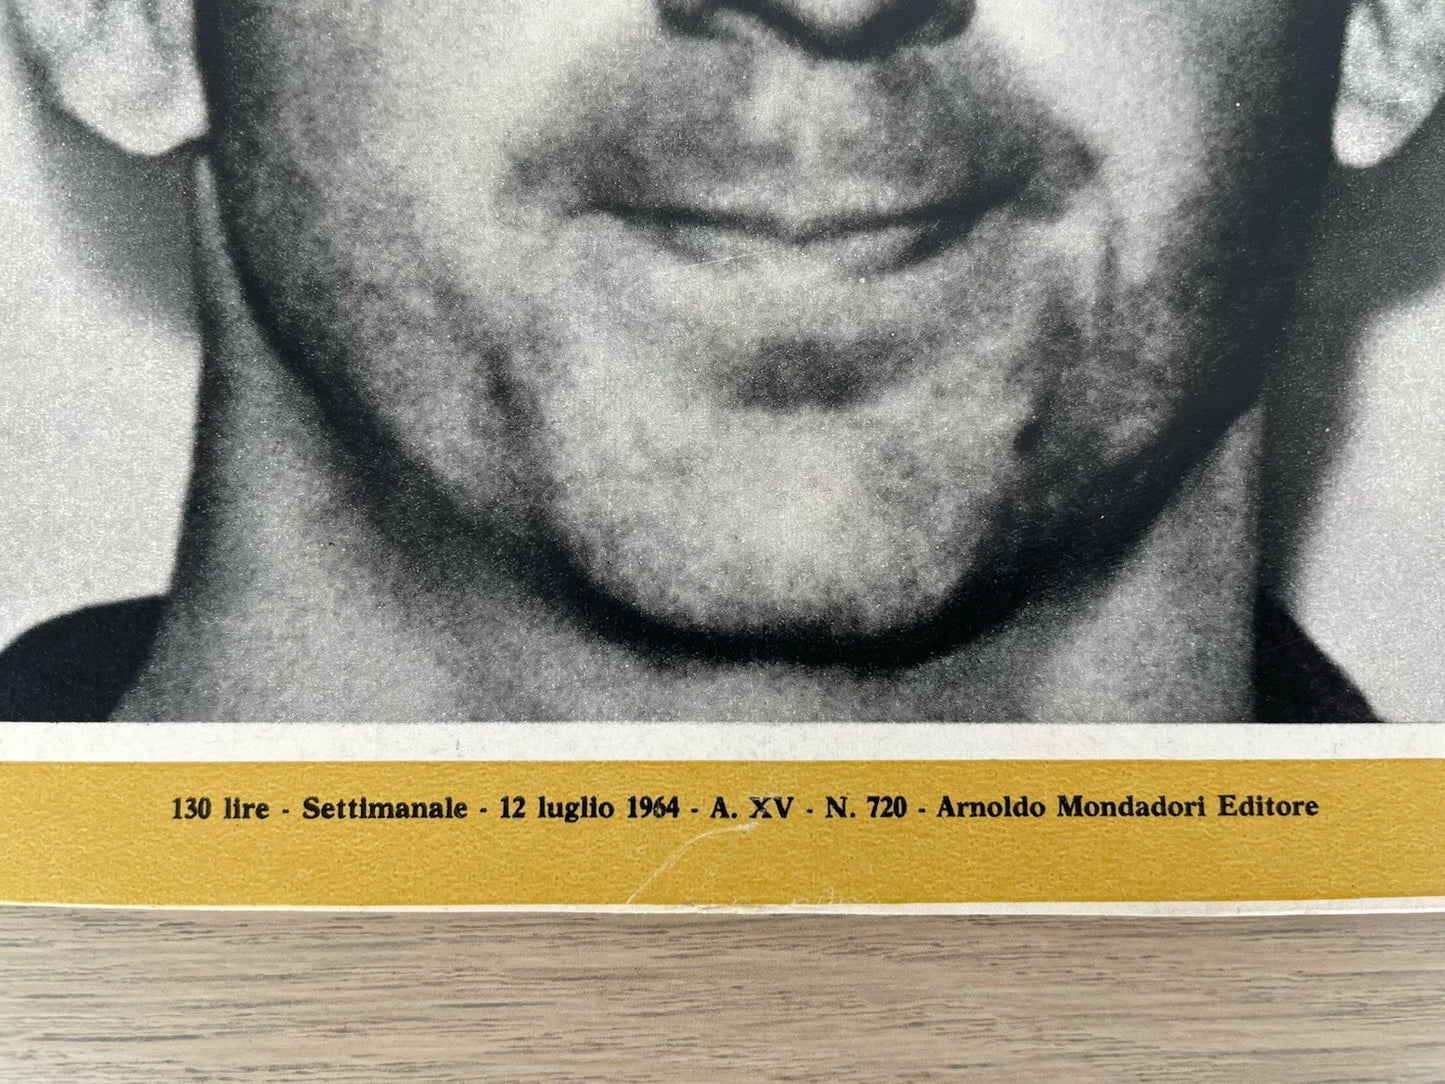 130 lire - Settimanale - 12 luglio 1964 - A. XV - N. 720 - Arnoldo Mondadori Editore